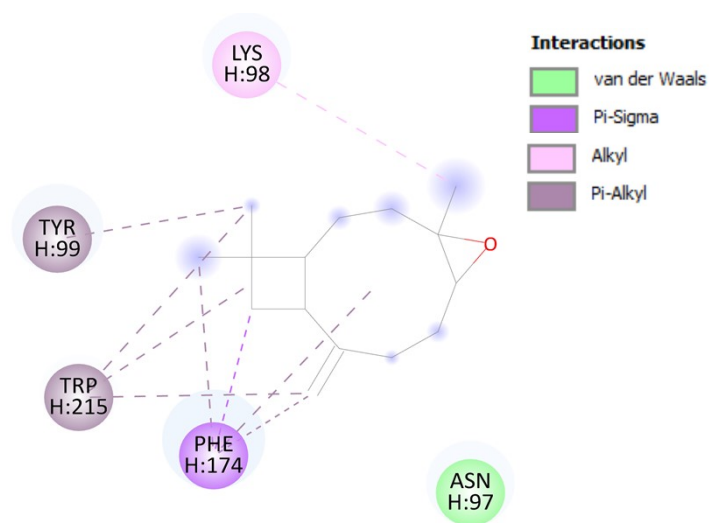 LYS
H:98
Interactions
van der Waals
Pi-Sigma
Alkyl
Pi-Alkyl
TYR
H:99
O
TRP
H:215
PHE
H:174
ASN
H:97